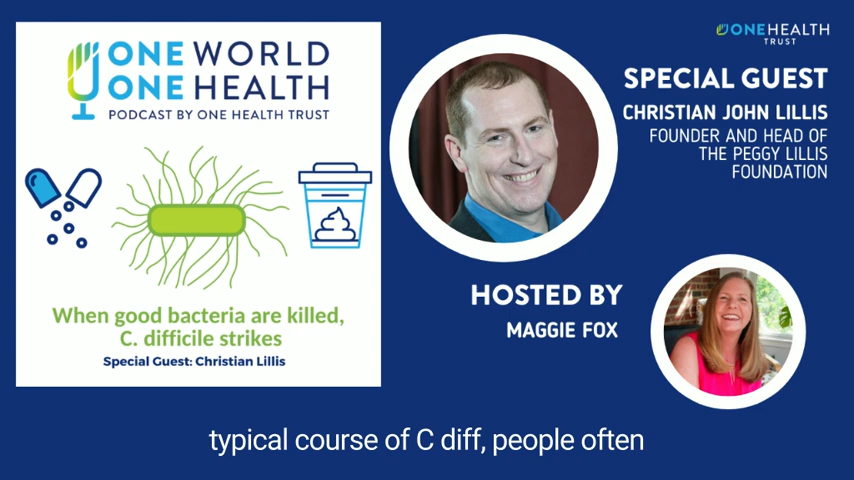 ONE WORLD
ONE HEALTH
PODCAST BY ONE HEALTH TRUST
When good bacteria are killed,
C. difficile strikes
Special Guest: Christian Lillis
ONEHEALTH
TRUST
SPECIAL GUEST
CHRISTIAN JOHN LILLIS
FOUNDER AND HEAD OF
THE PEGGY LILLIS
FOUNDATION
HOSTED BY
MAGGIE FOX
typical course of C diff, people often